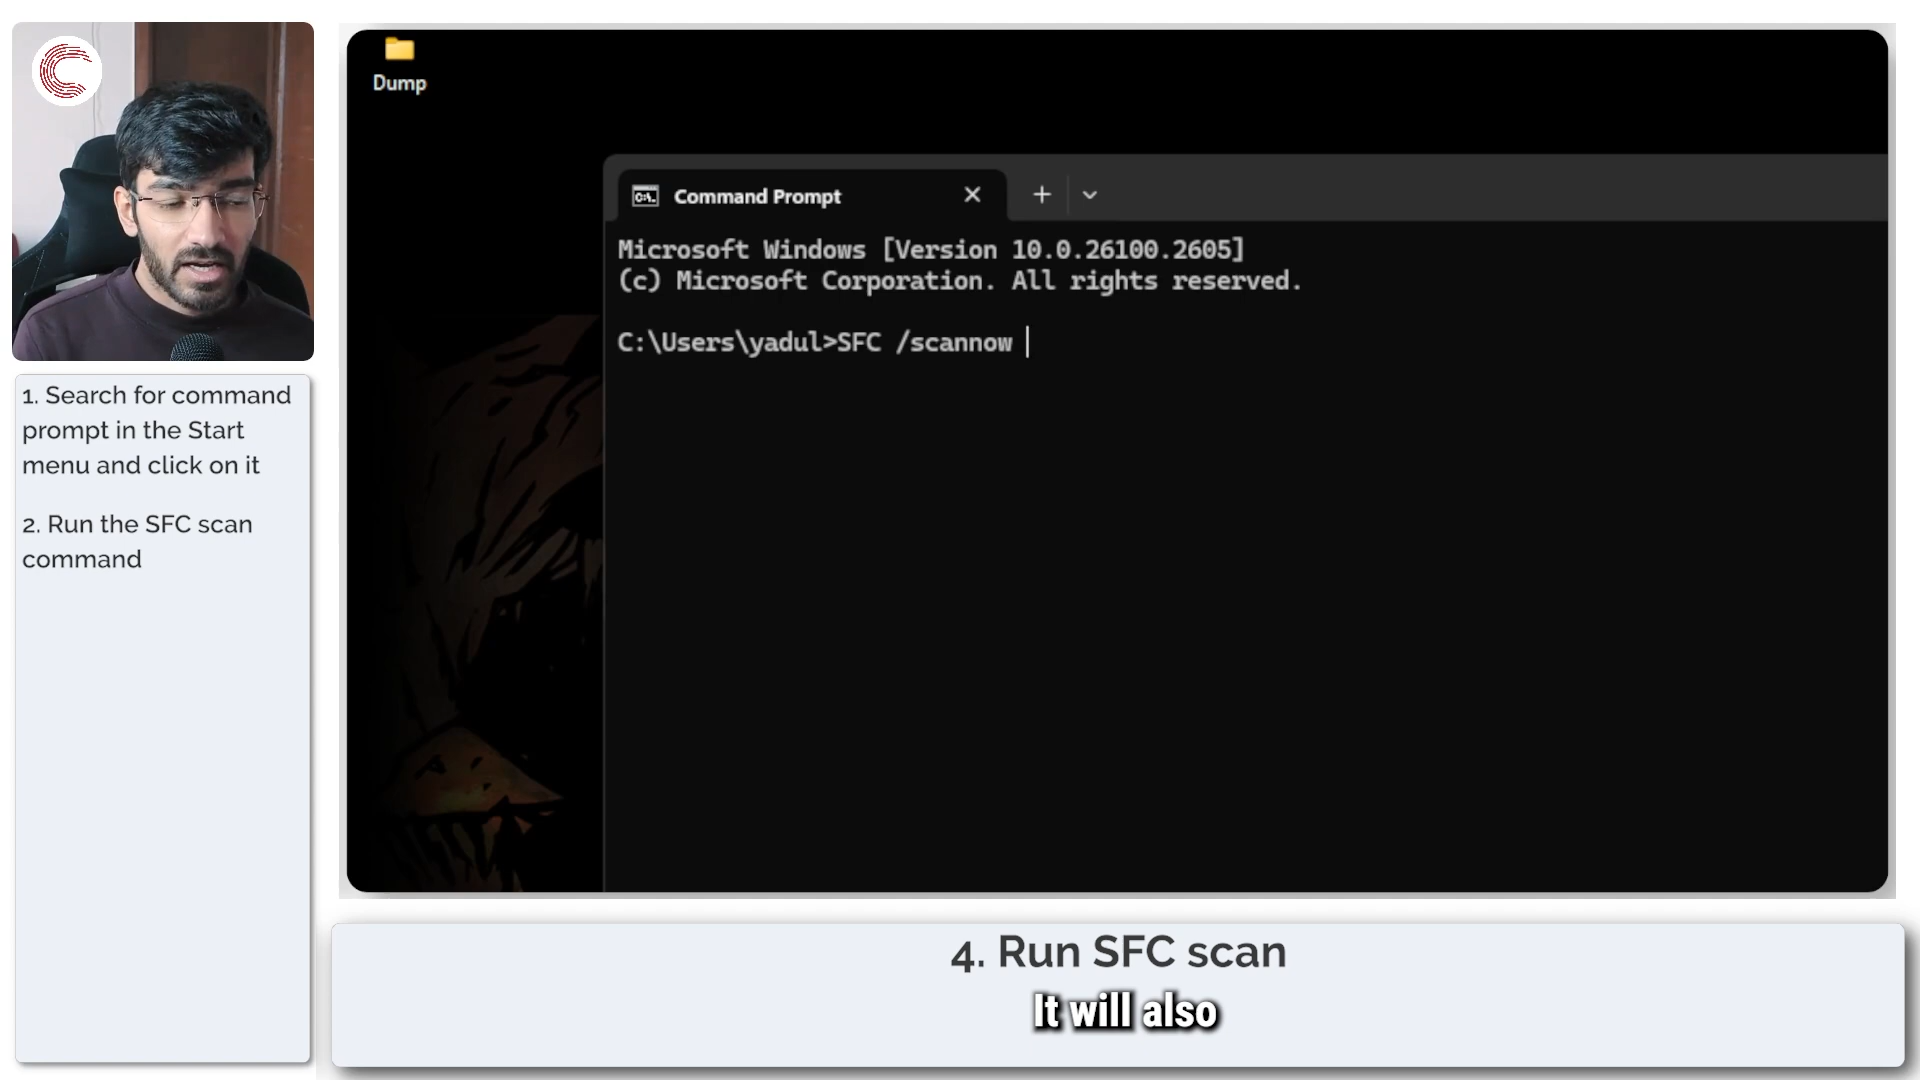 1. Search for command
prompt in the Start
menu and click on it
2. Run the SFC scan
command
Dump
Command Prompt
Microsoft Windows [Version 10.0.26100.2605]
(c) Microsoft Corporation. All rights reserved.
C:\Users\yadul>SFC /scannow
4. Run SFC scan
It will also